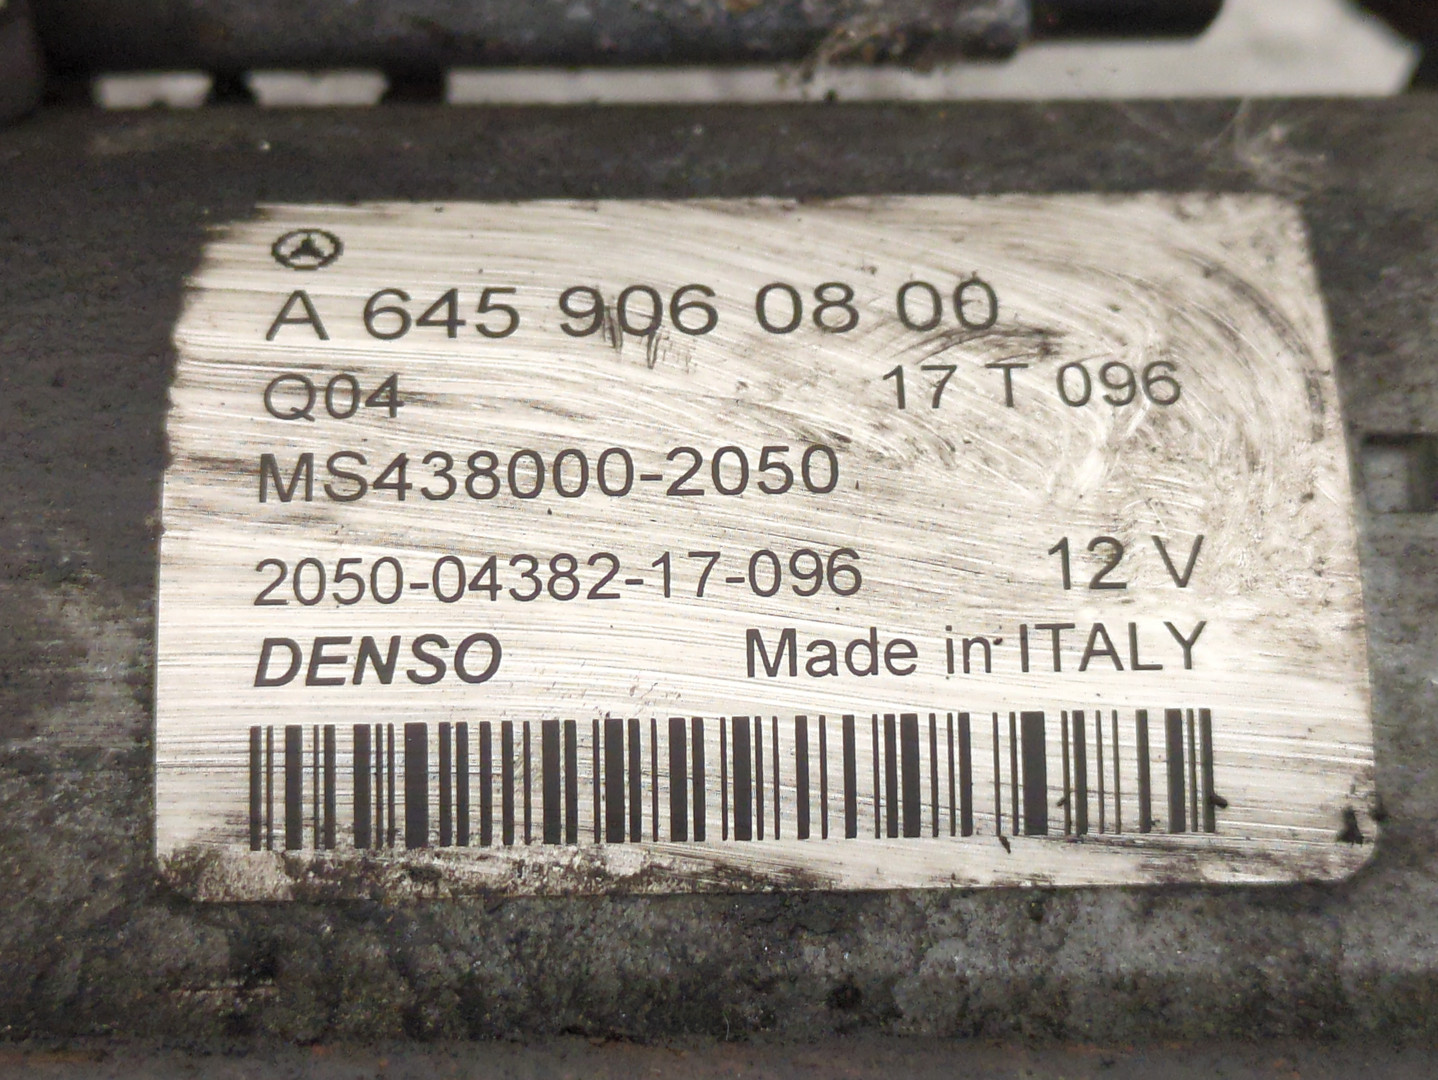 A 645 906 08 00
Q04 17 T 096
MS438000-2050
2050-04382-17-096 12 V
DENSO Made in ITALY